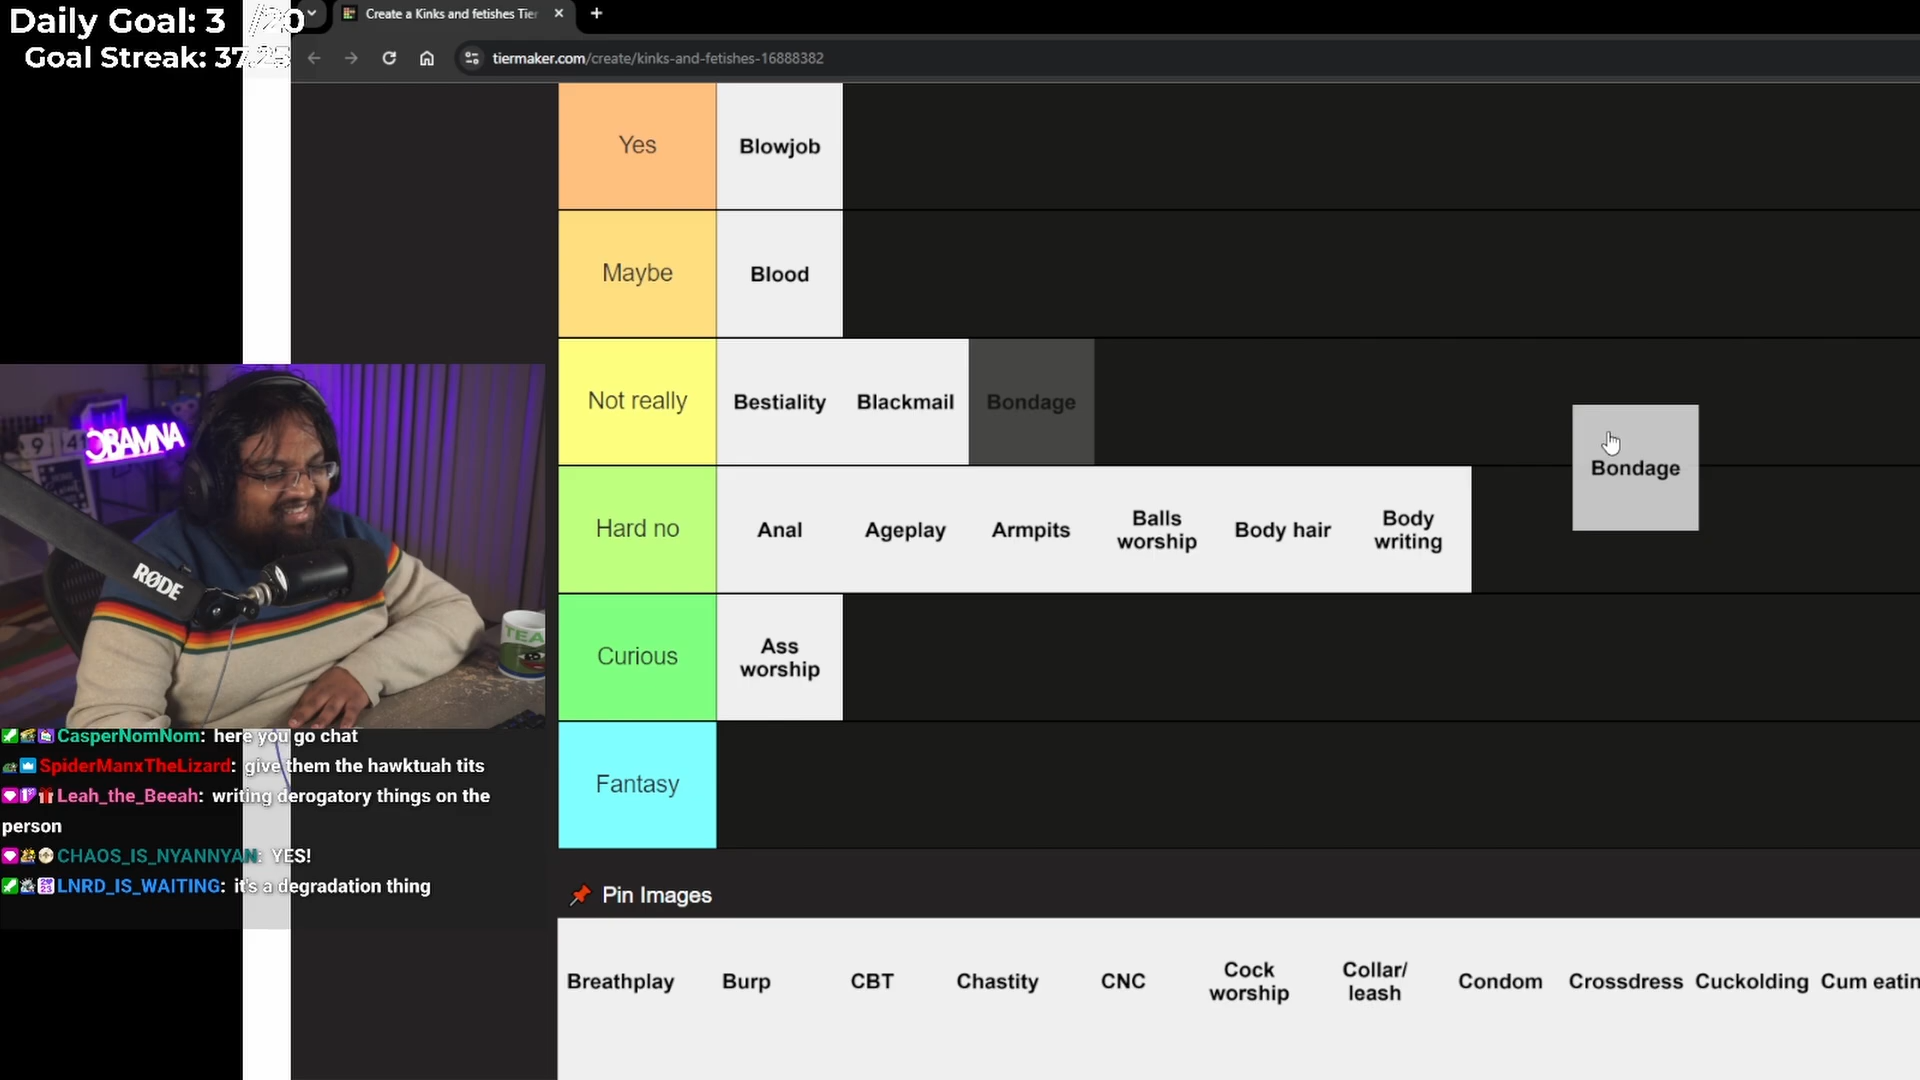 Daily Goal: 3 /20
Goal Streak: 37.25
Create a Kinks and fetishes Tier
tiermaker.com/create/kinks-and-fetishes-16888382
Yes
Blowjob
Maybe
Blood
Not really
Bestiality
Blackmail
Bondage
Bondage
Hard no
Anal
Ageplay
Armpits
Balls
worship
Body hair
Body
writing
Curious
Ass
worship
Fantasy
Pin Images
Breathplay
Burp
CBT
Chastity
CNC
Cock
worship
Collar/
leash
Condom
Crossdress
Cuckolding
Cum eatin
9 41
OBAMNA
RØDE
TEA
CasperNomNom: here you go chat
SpiderManxTheLizard: give them the hawktuah tits
Leah_the_Beeah: writing derogatory things on the
person
CHAOS_IS_NYANNYAN: YES!
LNRD_IS_WAITING: it's a degradation thing